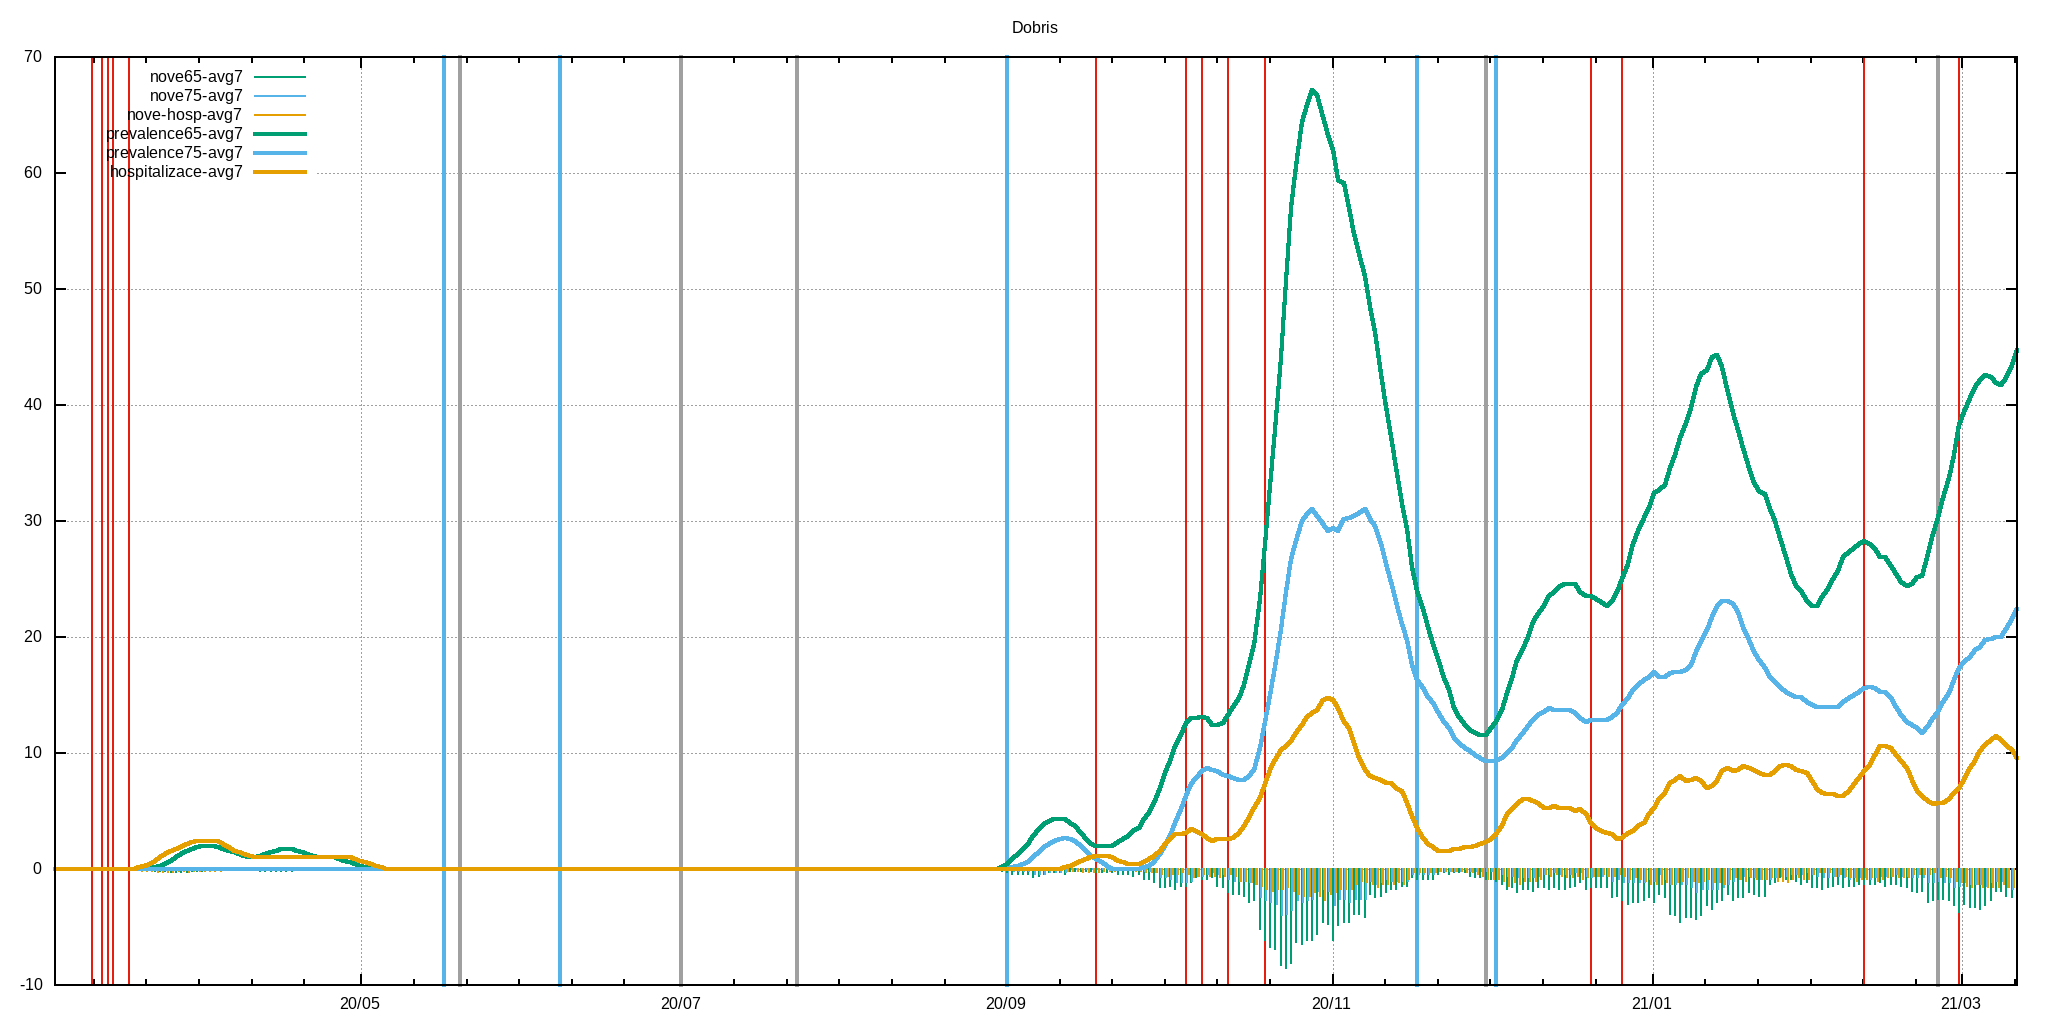 Dobris
70
60
50
40
30
20
10
0
-10
nove65-avg7
nove75-avg7
nove-hosp-avg7
prevalence65-avg7
prevalence75-avg7
hospitalizace-avg7
20/05 20/07 20/09 20/11 21/01 21/03